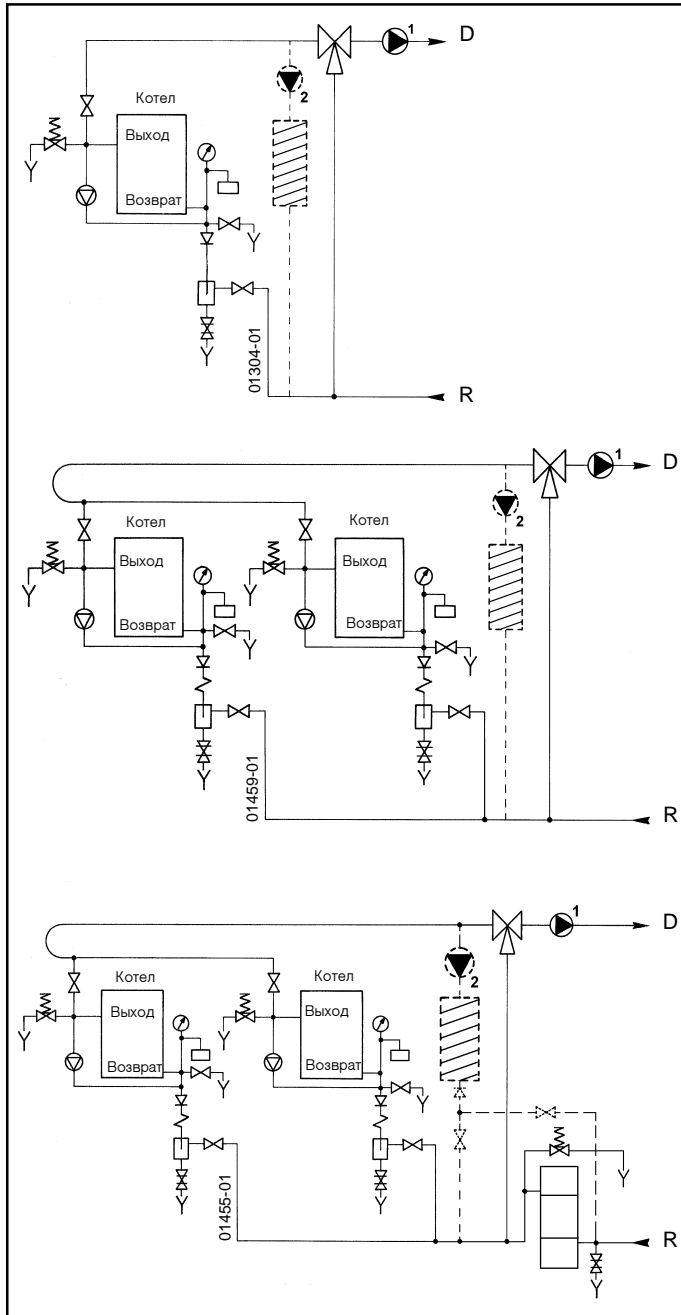 1
D
2
Котел
Выход
Возврат
01304-01
R
1
D
2
Котел
Котел
Выход
Выход
Возврат
Возврат
01459-01
R
1
D
2
Котел
Котел
Выход
Выход
Возврат
Возврат
01455-01
R